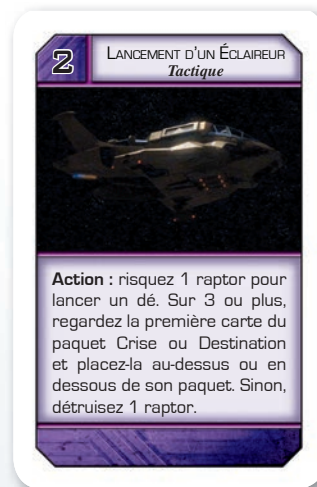 2
Lancement d'un Éclaireur
Tactique
Action : risquez 1 raptor pour
lancer un dé. Sur 3 ou plus,
regardez la première carte du
paquet Crise ou Destination
et placez-la au-dessus ou en
dessous de son paquet. Sinon,
détruisez 1 raptor.